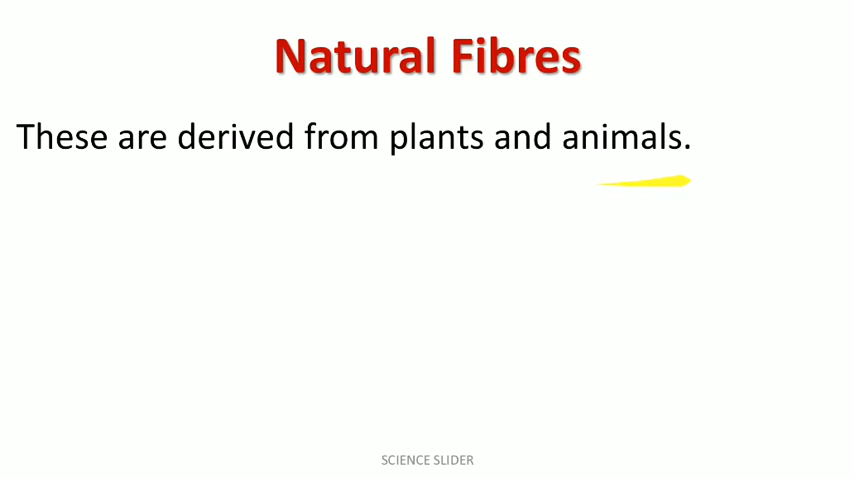 Natural Fibres
These are derived from plants and animals.
SCIENCE SLIDER